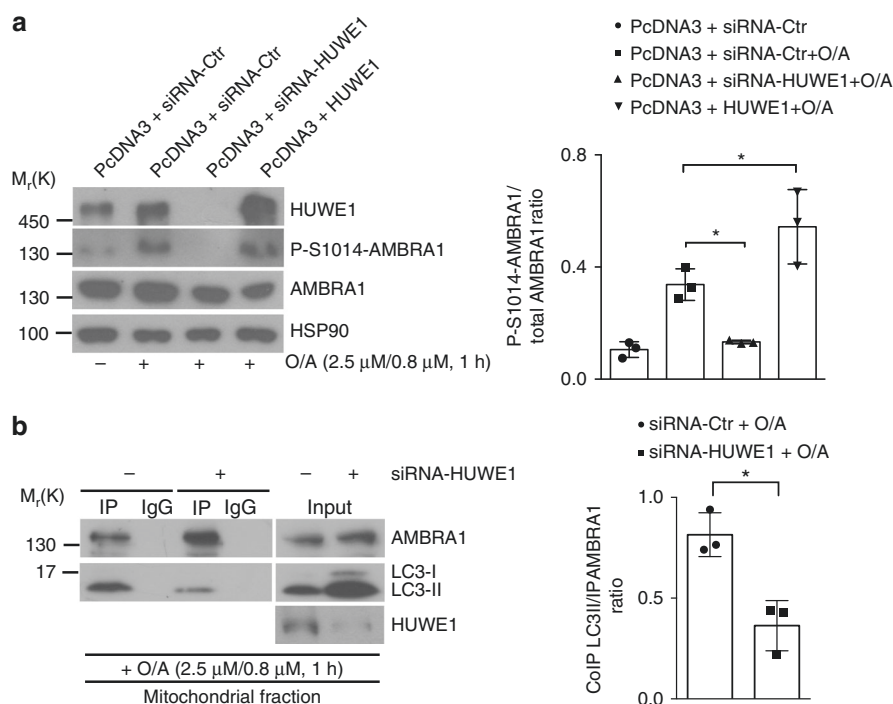 a
PcDNA3 + siRNA-Ctr
PcDNA3 + siRNA-Ctr
PcDNA3 + siRNA-HUWE1
PcDNA3 + HUWE1
Mr(K)
450
HUWE1
130
P-S1014-AMBRA1
130
AMBRA1
100
HSP90
– + + + O/A (2.5 µM/0.8 µM, 1 h)
PcDNA3 + siRNA-Ctr
PcDNA3 + siRNA-Ctr+O/A
PcDNA3 + siRNA-HUWE1+O/A
PcDNA3 + HUWE1+O/A
P-S1014-AMBRA1/
total AMBRA1 ratio
0.8
0.4
0.0
*
*
b
– + – + siRNA-HUWE1
Mr(K)
IP IgG IP IgG Input
130
AMBRA1
17
LC3-I
LC3-II
HUWE1
+ O/A (2.5 µM/0.8 µM, 1 h)
Mitochondrial fraction
siRNA-Ctr + O/A
siRNA-HUWE1 + O/A
CoIP LC3II/IPAMBRA1
ratio
1.0
0.5
0.0
*